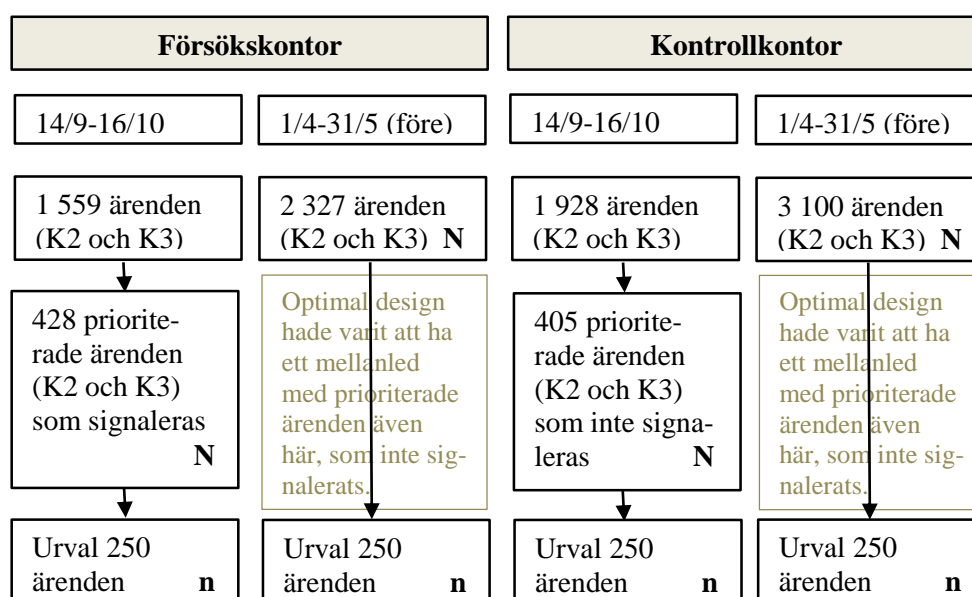 Försökskontor
Kontrollkontor
14/9-16/10
1/4-31/5 (före)
14/9-16/10
1/4-31/5 (före)
1 559 ärenden
(K2 och K3)
2 327 ärenden
(K2 och K3) N
1 928 ärenden
(K2 och K3)
3 100 ärenden
(K2 och K3) N
428 priorite-
rade ärenden
(K2 och K3)
som signaleras
N
Optimal design
hade varit att ha
ett mellanled
med prioriterade
ärenden även
här, som inte sig-
nalerats.
405 priorite-
rade ärenden
(K2 och K3)
som inte signa-
leras N
Optimal design
hade varit att ha
ett mellanled
med prioriterade
ärenden även
här, som inte sig-
nalerats.
Urval 250
ärenden n
Urval 250
ärenden n
Urval 250
ärenden n
Urval 250
ärenden n